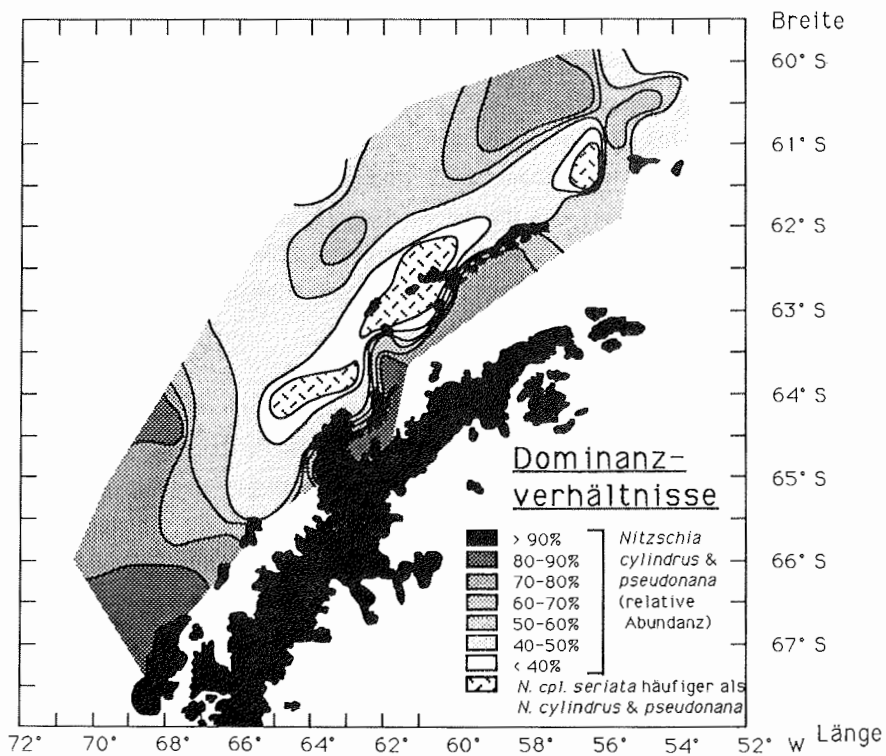 Breite
60° S
61° S
62° S
63° S
64° S
65° S
66° S
67° S
Dominanz-
verhältnisse
> 90%
80-90%
70-80%
60-70%
50-60%
40-50%
< 40%
Nitzschia
cylindrus &
pseudonana
(relative
Abundanz)
N. cpl. seriata häufiger als
N. cylindrus & pseudonana
72° 70° 68° 66° 64° 62° 60° 58° 56° 54° 52° W Länge